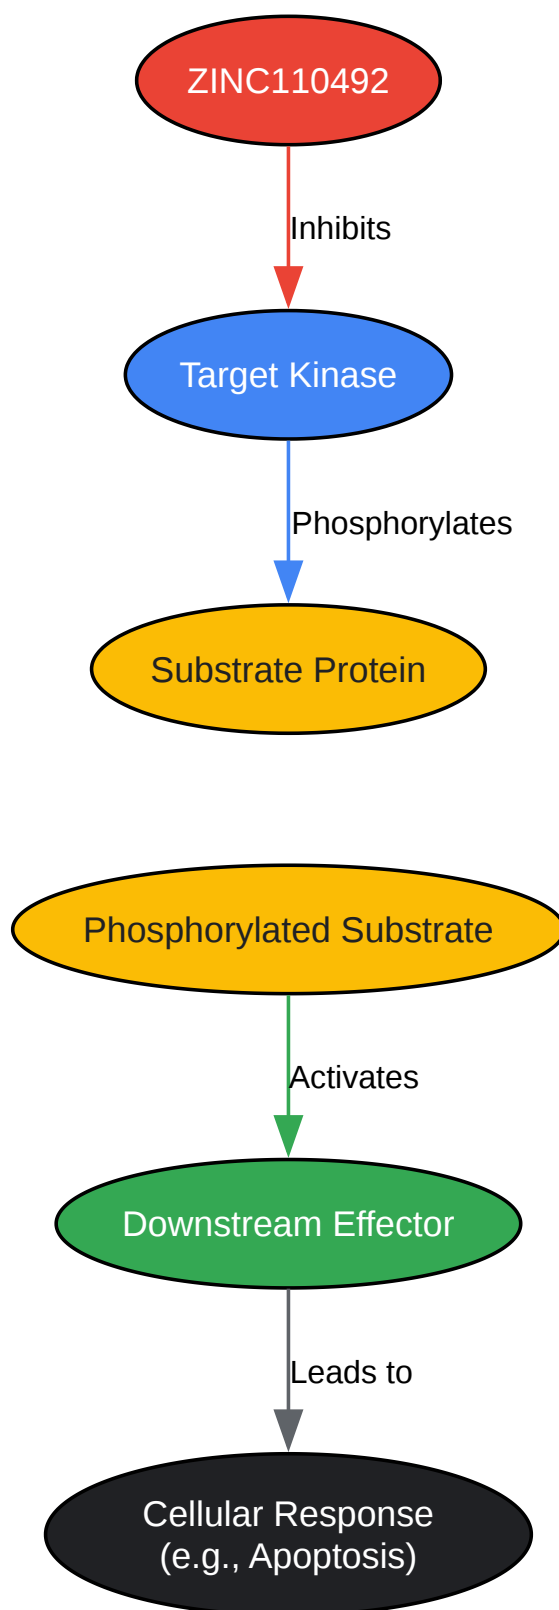 ZINC110492
Inhibits
Target Kinase
Phosphorylates
Substrate Protein
Phosphorylated Substrate
Activates
Downstream Effector
Leads to
Cellular Response
(e.g., Apoptosis)